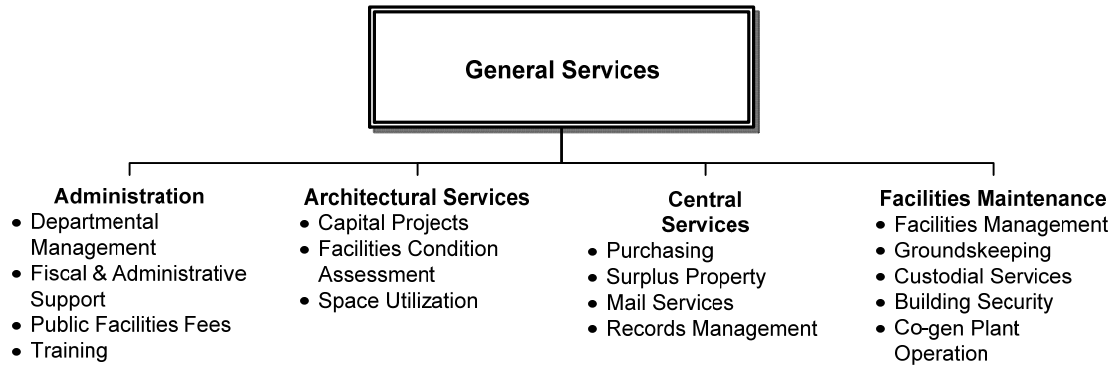 General Services
Administration
• Departmental
Management
• Fiscal & Administrative
Support
• Public Facilities Fees
• Training
Architectural Services
• Capital Projects
• Facilities Condition
Assessment
• Space Utilization
Central
Services
• Purchasing
• Surplus Property
• Mail Services
• Records Management
Facilities Maintenance
• Facilities Management
• Groundskeeping
• Custodial Services
• Building Security
• Co-gen Plant
Operation